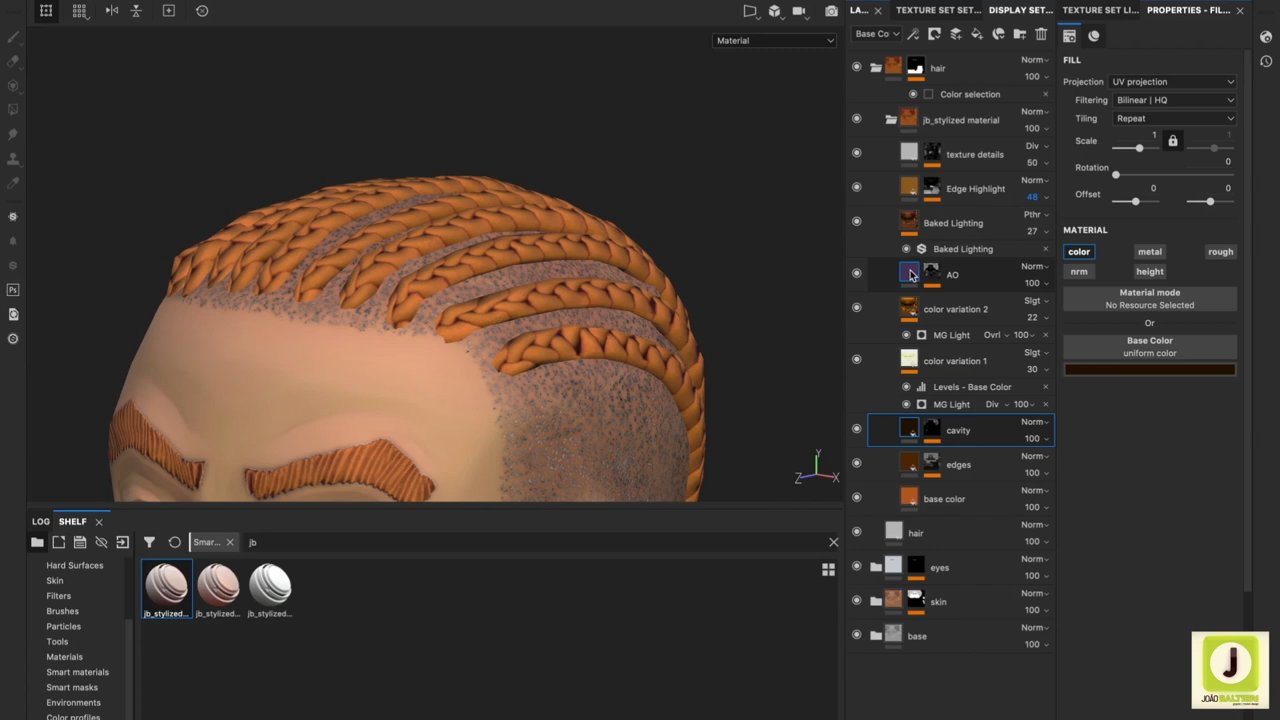 LA...
TEXTURE SET SET...
DISPLAY SET...
TEXTURE SET LI...
PROPERTIES - FIL...
Material
Base Co
hair Norm 100
Color selection
jb_stylized material Norm 100
texture details Div 50
Edge Highlight Norm 48
Baked Lighting Pthr 27
Baked Lighting
AO Norm 100
color variation 2 Slgt 22
MG Light Ovrl 100
color variation 1 Slgt 30
Levels - Base Color
MG Light Div 100
cavity Norm 100
edges Norm 100
base color Norm 100
hair Norm 100
eyes Norm 100
skin Norm 100
base Norm 100
FILL
Projection UV projection
Filtering Bilinear | HQ
Tiling Repeat
Scale 1 1
Rotation 0
Offset 0 0
MATERIAL
color metal rough
nrm height
Material mode
No Resource Selected
Or
Base Color
uniform color
Y
Z X
LOG SHELF
Smar...
jb
Hard Surfaces
Skin
Filters
Brushes
Particles
Tools
Materials
Smart materials
Smart masks
Environments
Color profiles
jb_stylized... jb_stylized... jb_stylized...
Ps
J
JOÃO
BALTIERI